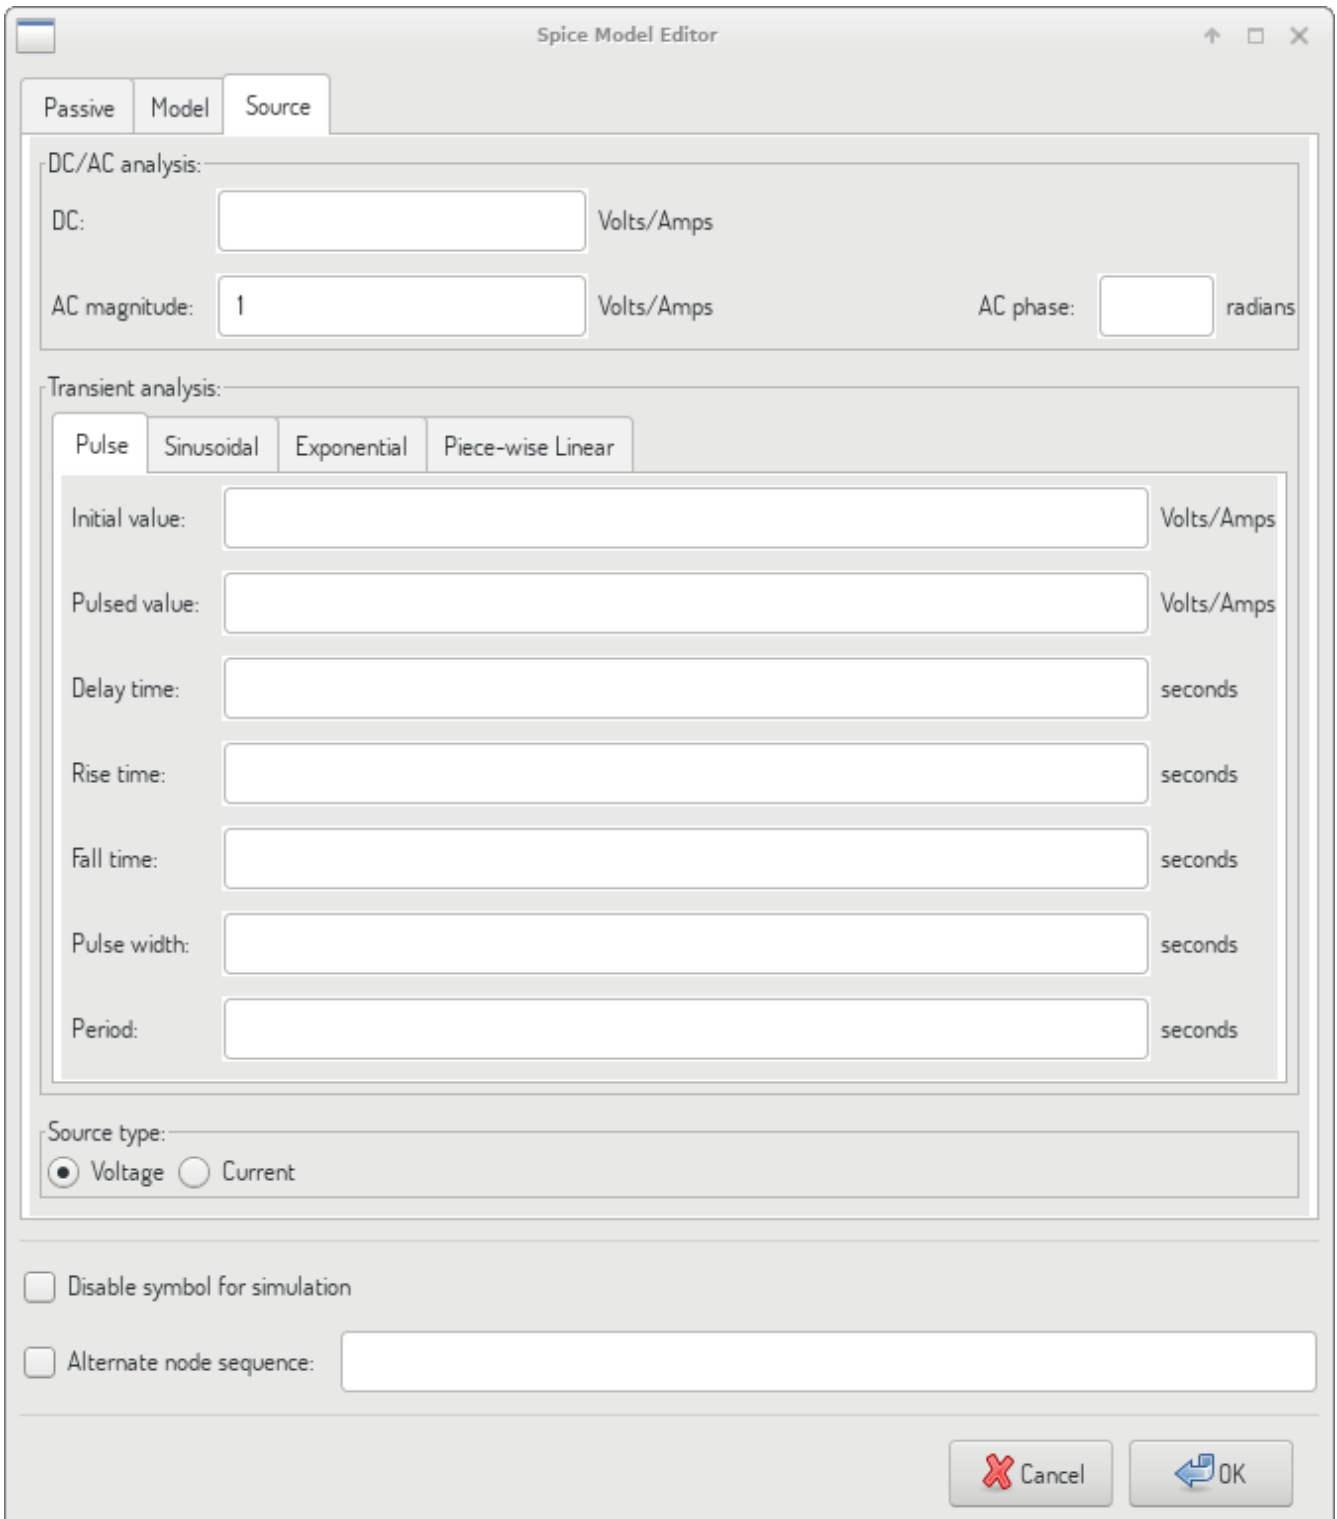 Spice Model Editor
Passive Model Source
DC/AC analysis:
DC: Volts/Amps
AC magnitude: 1 Volts/Amps AC phase: radians
Transient analysis:
Pulse Sinusoidal Exponential Piece-wise Linear
Initial value: Volts/Amps
Pulsed value: Volts/Amps
Delay time: seconds
Rise time: seconds
Fall time: seconds
Pulse width: seconds
Period: seconds
Source type:
Voltage Current
Disable symbol for simulation
Alternate node sequence:
Cancel OK